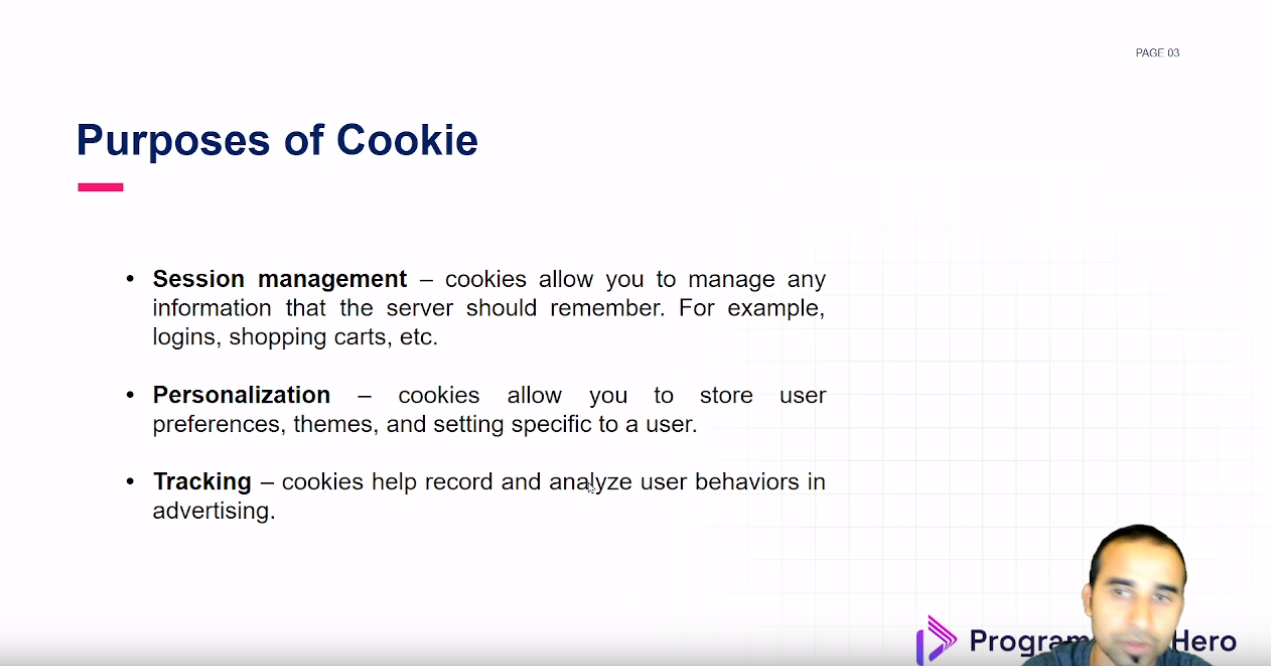 PAGE 03
Purposes of Cookie
• Session management – cookies allow you to manage any
information that the server should remember. For example,
logins, shopping carts, etc.
• Personalization – cookies allow you to store user
preferences, themes, and setting specific to a user.
• Tracking – cookies help record and analyze user behaviors in
advertising.
Hero